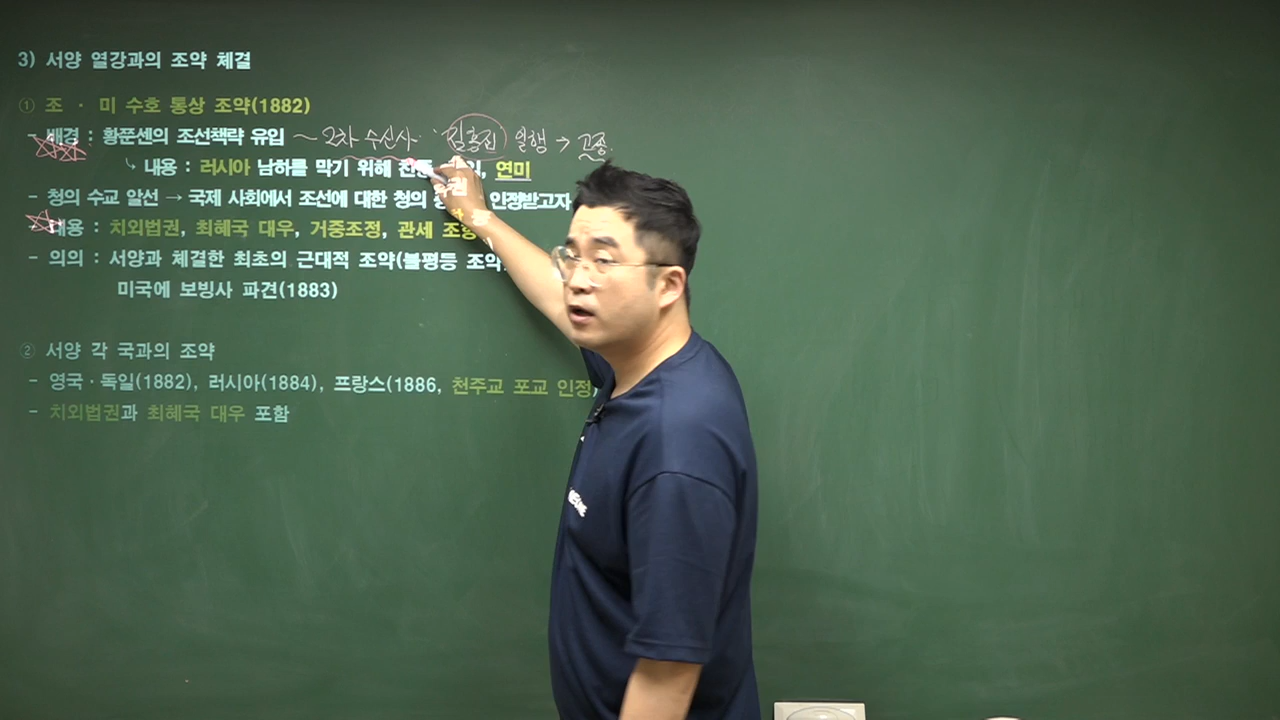 3) 서양 열강과의 조약 체결
① 조 · 미 수호 통상 조약(1882)
- 배경 : 황쭌센의 조선책략 유입 ~ 2차 수신사 김홍집 일행 → 고종
내용 : 러시아 남하를 막기 위해 친중 연미
- 청의 수교 알선 → 국제 사회에서 조선에 대한 청의 인정받고자
내용 : 치외법권, 최혜국 대우, 거중조정, 관세 조항
- 의의 : 서양과 체결한 최초의 근대적 조약(불평등 조약
미국에 보빙사 파견(1883)
② 서양 각 국과의 조약
- 영국·독일(1882), 러시아(1884), 프랑스(1886, 천주교 포교 인정)
- 치외법권과 최혜국 대우 포함